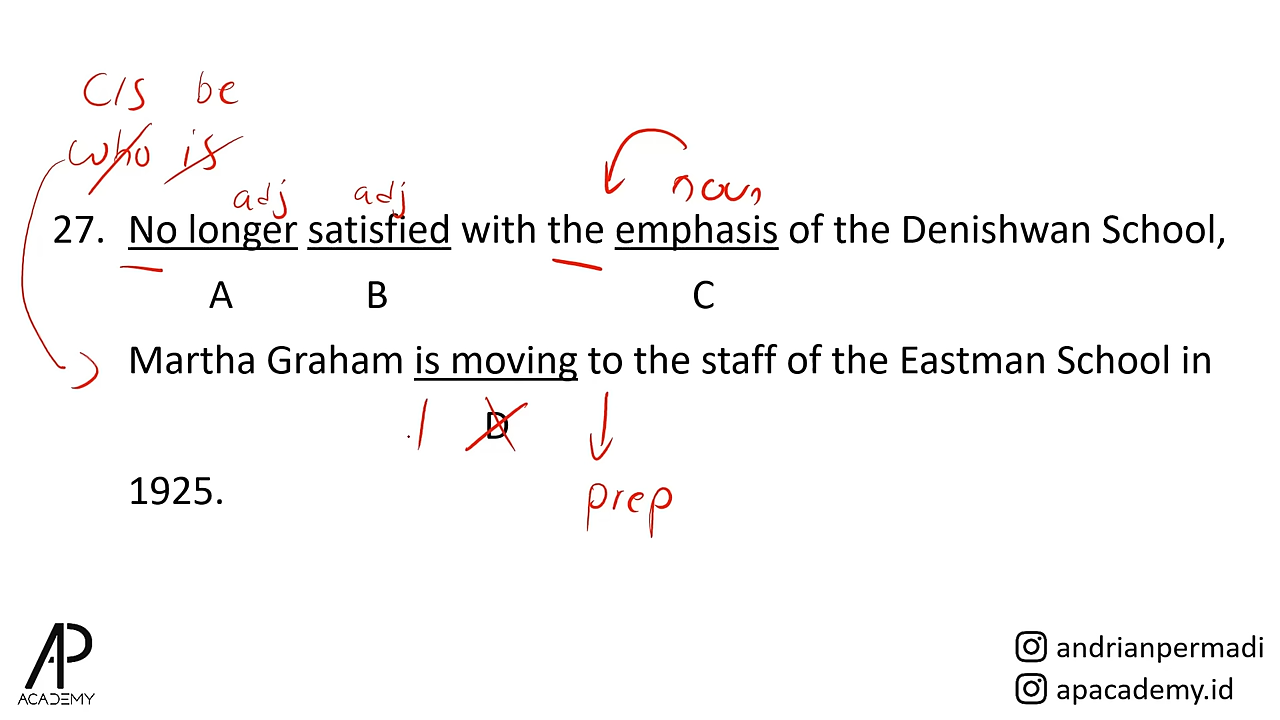 C/S be
who is
adj adj noun
27. No longer satisfied with the emphasis of the Denishwan School,
A B C
Martha Graham is moving to the staff of the Eastman School in
D
1925.
prep
AP
ACADEMY
andrianpermadi
apacademy.id